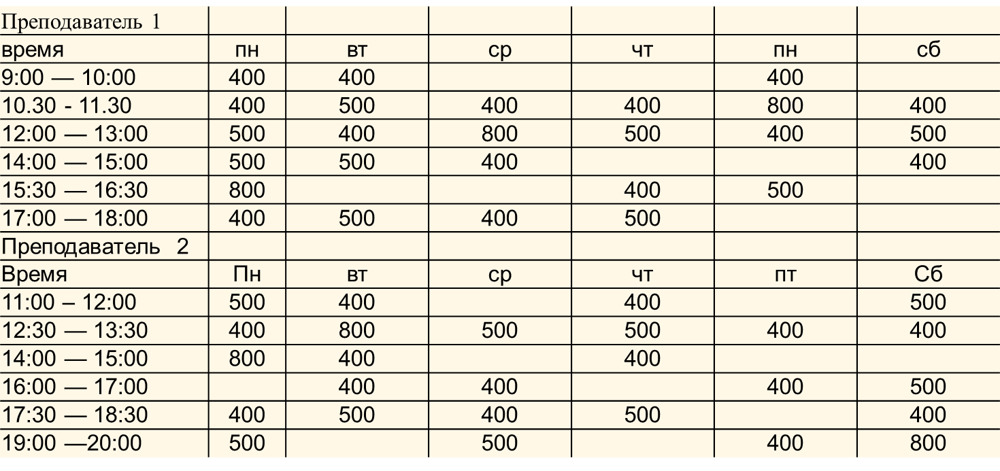 Преподаватель 1
время пн вт ср чт пн сб
9:00 — 10:00 400 400 400
10.30 - 11.30 400 500 400 400 800 400
12:00 — 13:00 500 400 800 500 400 500
14:00 — 15:00 500 500 400 400
15:30 — 16:30 800 400 500
17:00 — 18:00 400 500 400 500
Преподаватель 2
Время Пн вт ср чт пт Сб
11:00 – 12:00 500 400 400 500
12:30 — 13:30 400 800 500 500 400 400
14:00 — 15:00 800 400 400
16:00 — 17:00 400 400 400 500
17:30 — 18:30 400 500 400 500 400
19:00 —20:00 500 500 400 800